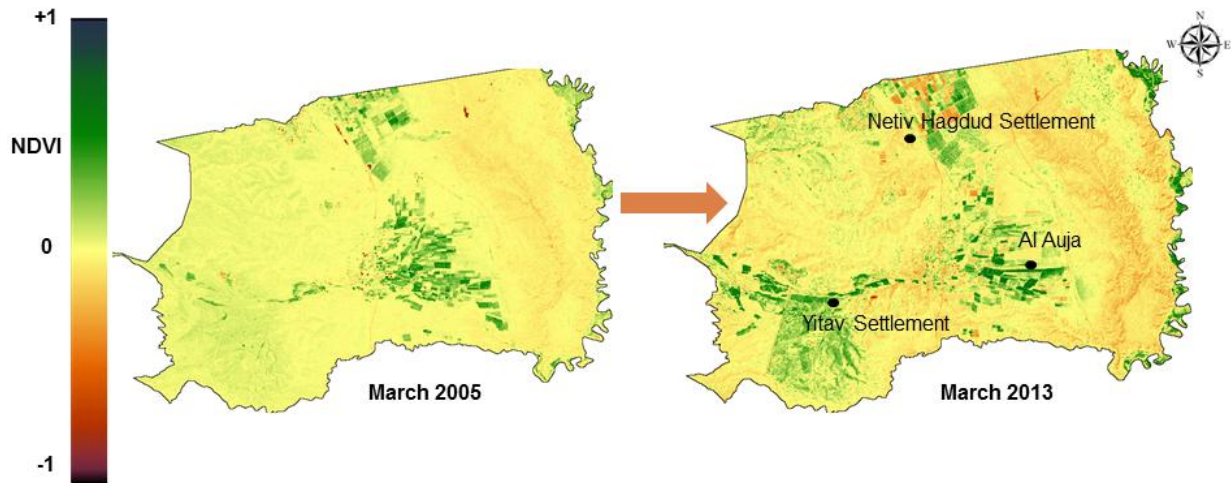 +1
NDVI
0
-1
March 2005
N
W E
S
Netiv Hagdud Settlement
Al Auja
Yitav Settlement
March 2013